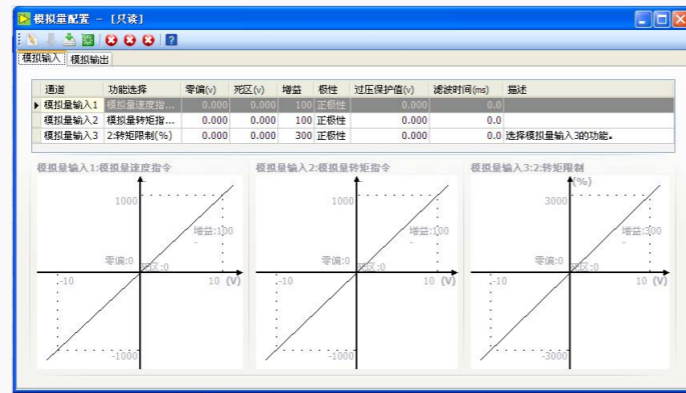 模拟量配置 - [只读]
模拟输入 模拟输出
通道 功能选择 零偏(v) 死区(v) 增益 极性 过压保护值(v) 滤波时间(ms) 描述
模拟量输入1 模拟量速度指... 0.000 0.000 100 正极性 0.000 0.0
模拟量输入2 模拟量转矩指... 0.000 0.000 100 正极性 0.000 0.0
模拟量输入3 2:转矩限制(%) 0.000 0.000 300 正极性 0.000 0.0 选择模拟量输入3的功能。
模拟量输入1:模拟量速度指令 模拟量输入2:模拟量转矩指令 模拟量输入3:2:转矩限制
(%)
1000 1000 3000
增益:100 增益:100 增益:300
零偏:0 零偏:0 零偏:0
死区:0 死区:0 死区:0
-10 10 (V) -10 10 (V) -10 10 (V)
-1000 -1000 -3000